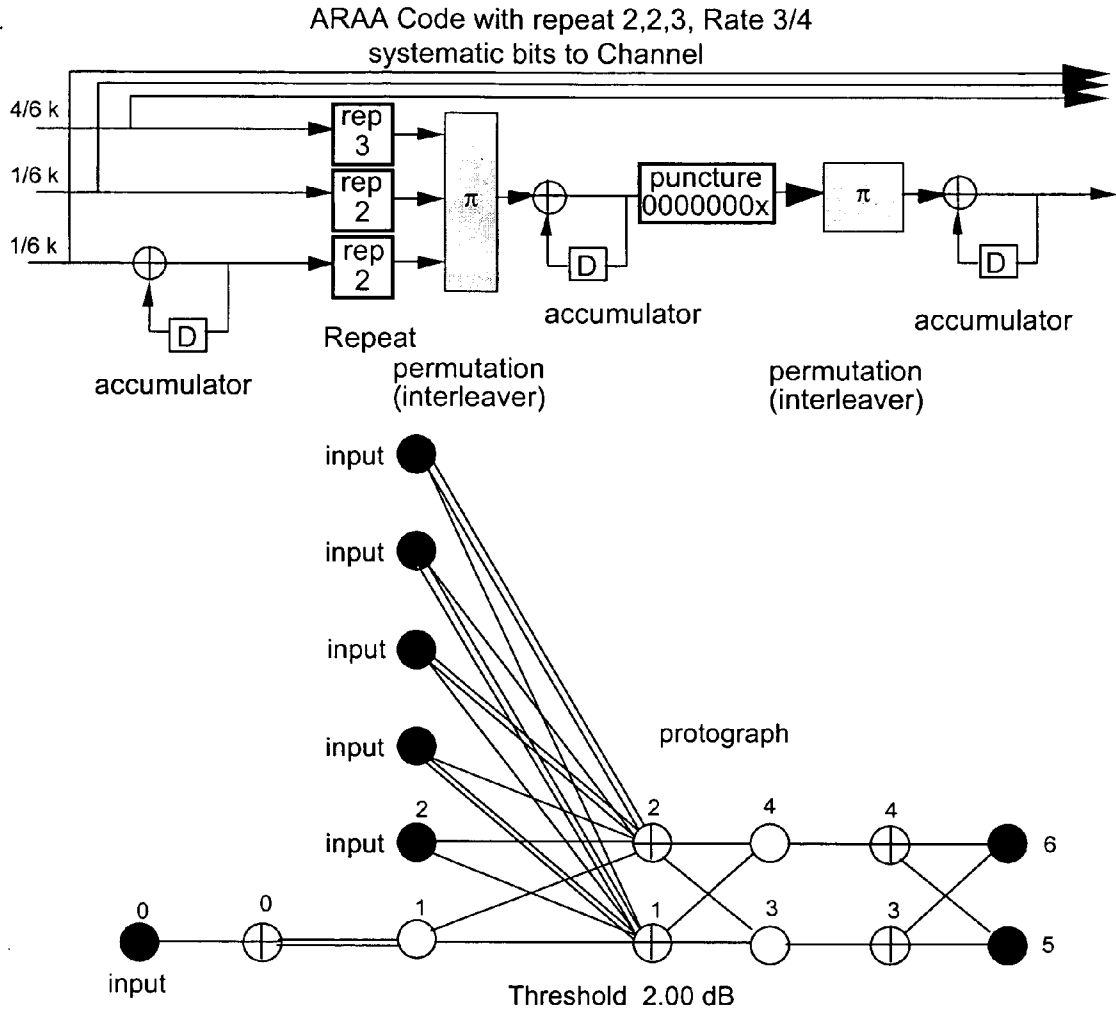 ARAA Code with repeat 2,2,3, Rate 3/4
systematic bits to Channel
4/6 k
1/6 k
1/6 k
rep
3
rep
2
rep
2
π
puncture
0000000x
π
D
D
D
accumulator
Repeat
accumulator
accumulator
permutation
(interleaver)
permutation
(interleaver)
input
input
input
input
protograph
2
2
4
4
input
6
0
0
1
1
3
3
5
input
Threshold 2.00 dB